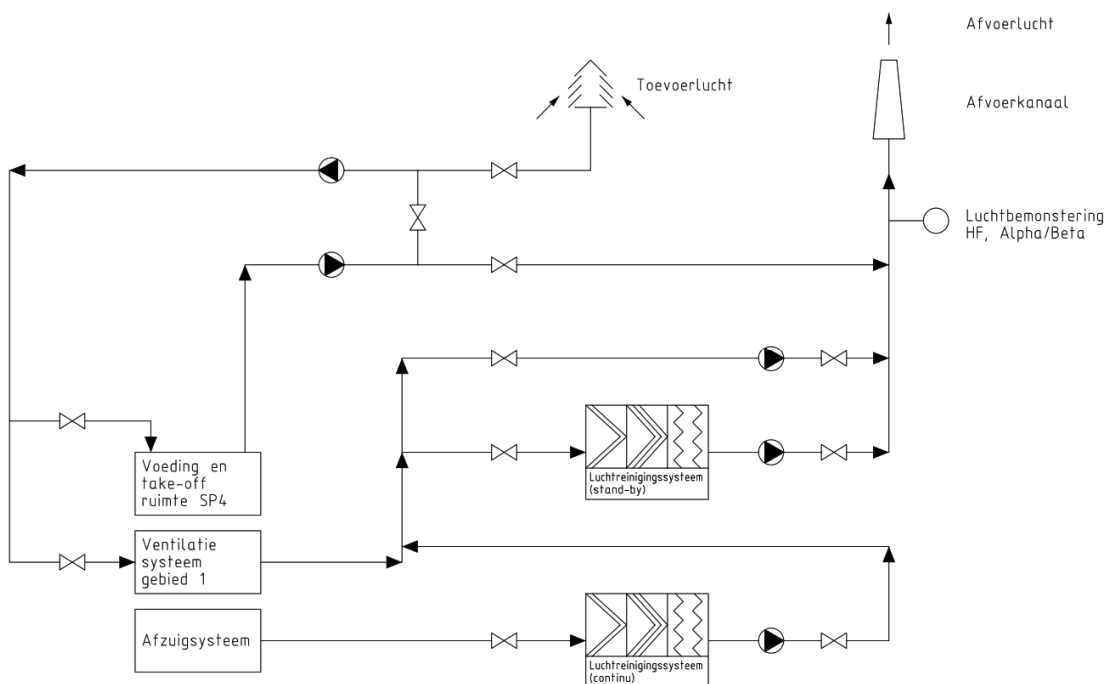 Afvoerlucht
Toevoerlucht
Afvoerkanaal
Luchtbemonstering
HF, Alpha/Beta
Voeding en
take-off
ruimte SP4
Luchtreinigingssysteem
(stand-by)
Ventilatie
systeem
gebied 1
Afzuigsysteem
Luchtreinigingssysteem
(continu)